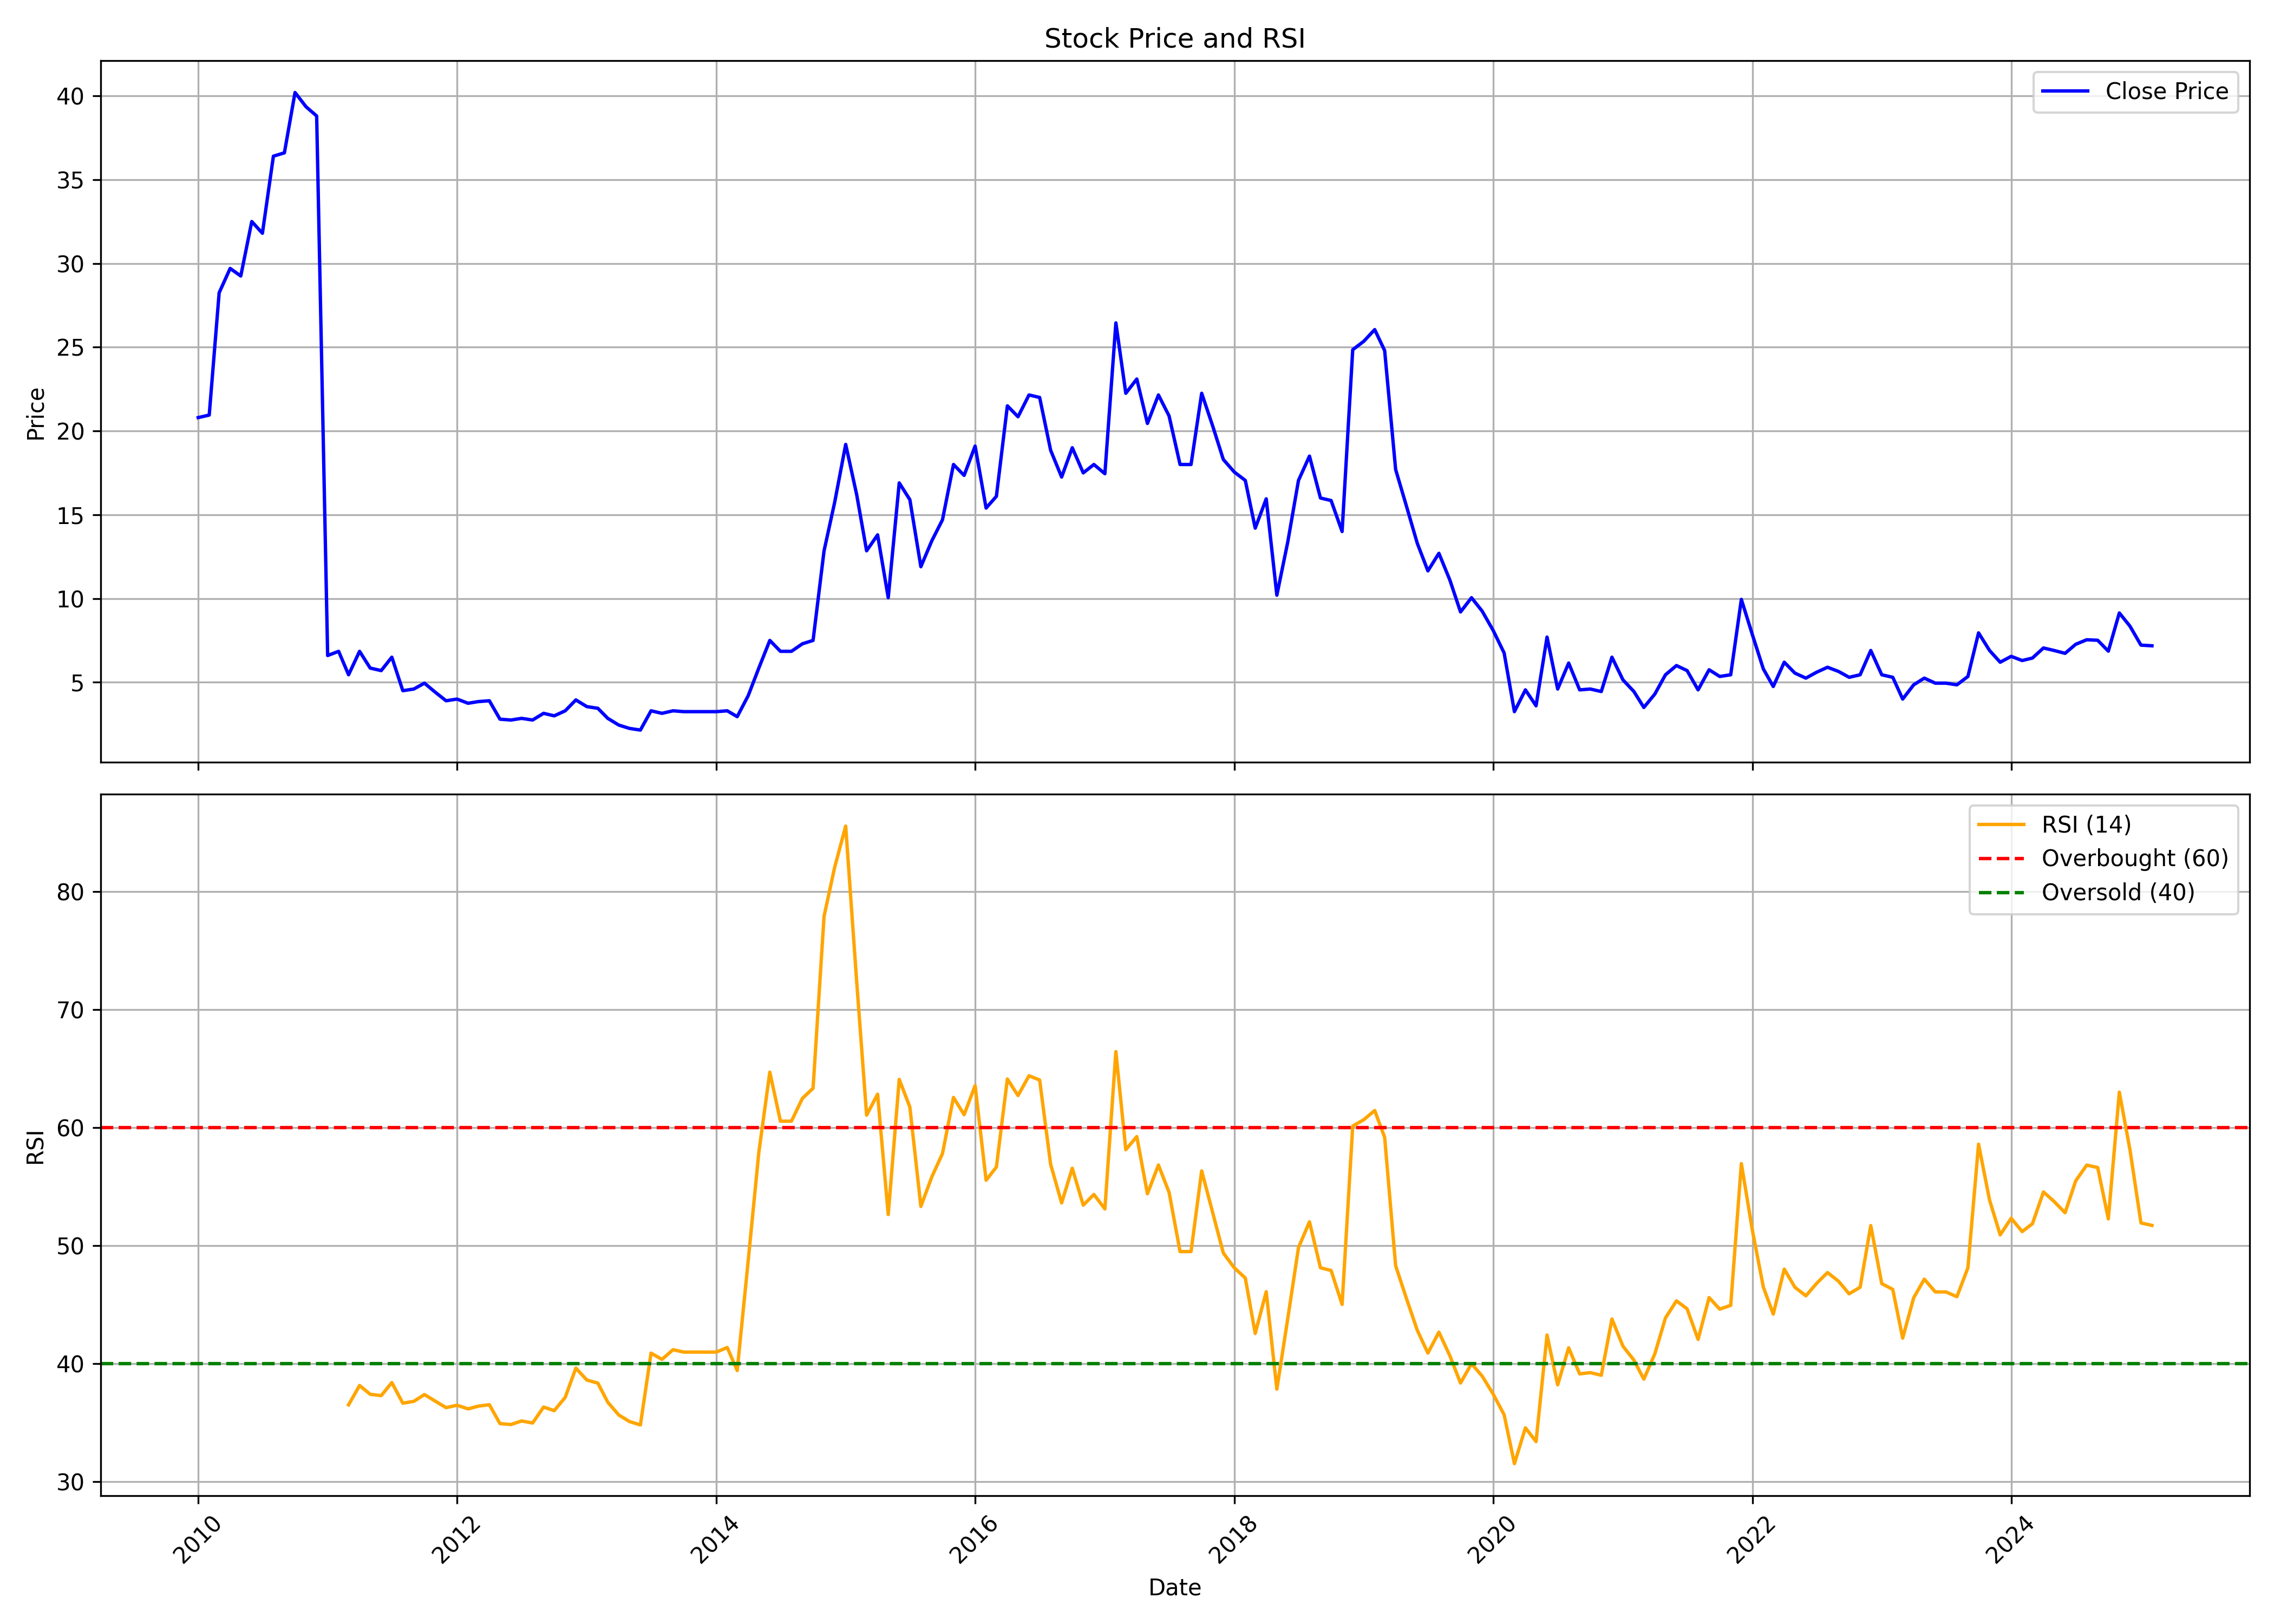 Stock Price and RSI
Close Price
40
35
30
25
20
15
10
5
Price
RSI (14)
Overbought (60)
Oversold (40)
80
70
60
50
40
30
RSI
2010
2012
2014
2016
2018
2020
2022
2024
Date